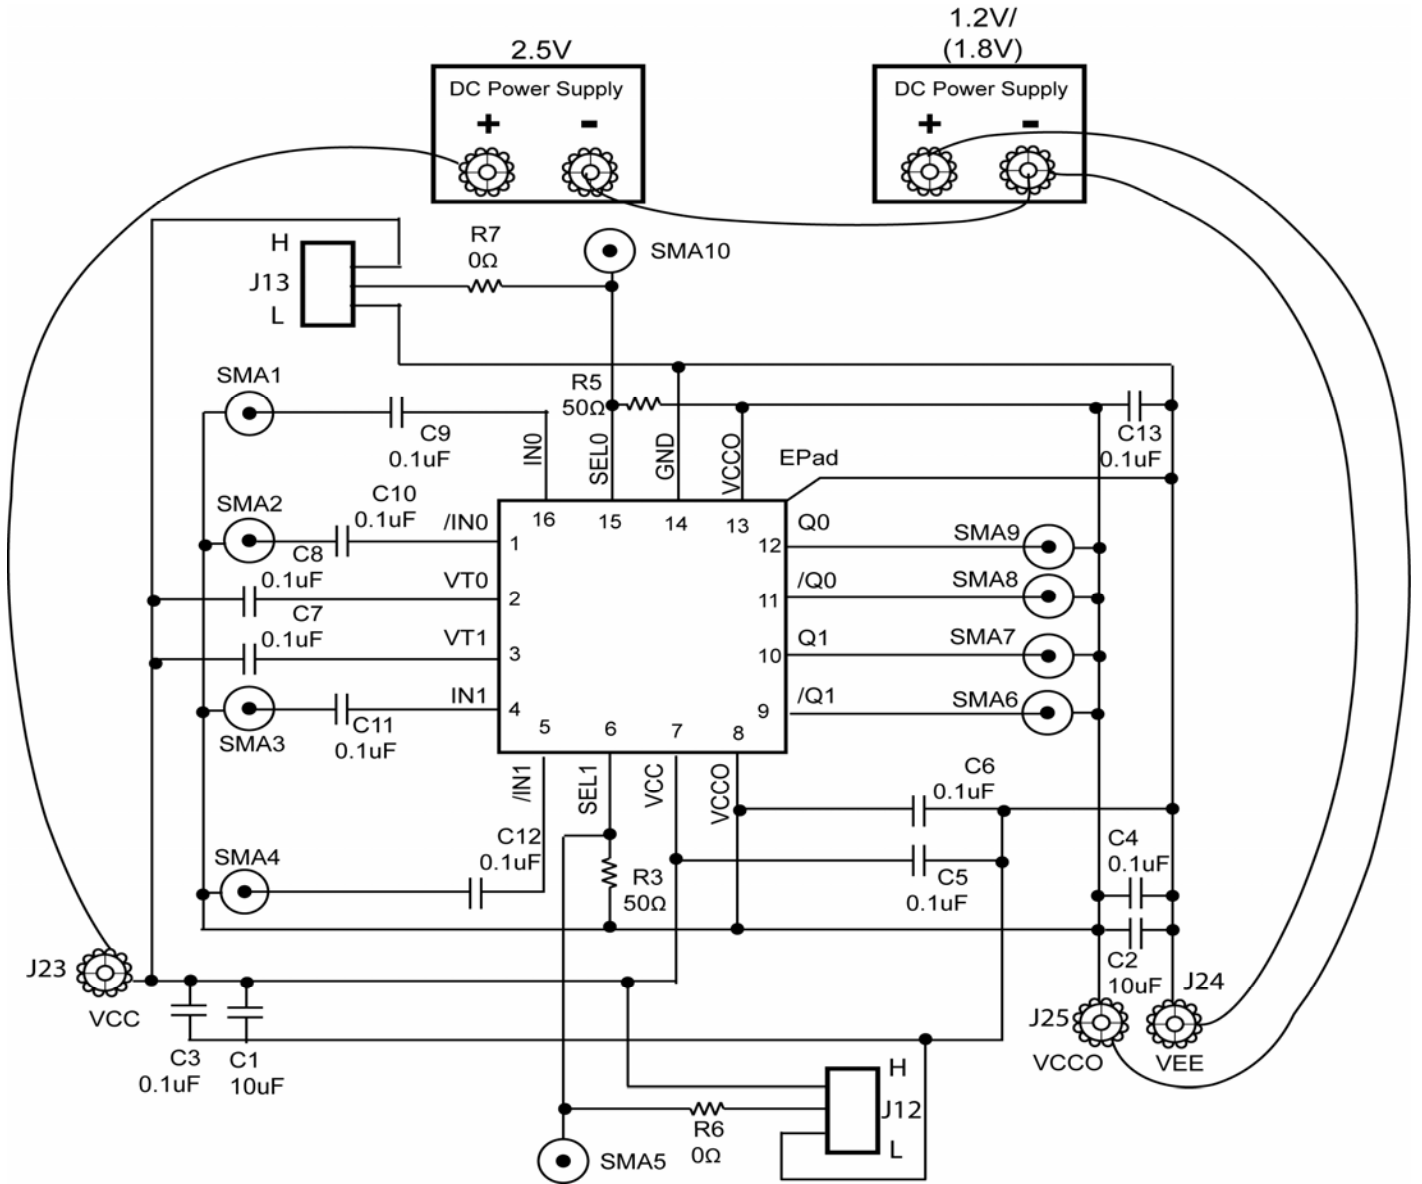 1.2V/
(1.8V)
2.5V
DC Power Supply
+ -
DC Power Supply
+ -
H
J13
L
R7
0Ω
SMA10
SMA1
C9
0.1uF
R5
50Ω
IN0
SEL0
GND
VCCO
EPad
C13
0.1uF
SMA2
C10
0.1uF
/IN0
C8
0.1uF
VT0
C7
0.1uF
VT1
IN1
SMA3
C11
0.1uF
16 15 14 13
1
2
3
4
5 6 7 8
12
11
10
9
Q0
/Q0
Q1
/Q1
SMA9
SMA8
SMA7
SMA6
/IN1
SEL1
VCC
VCCO
C6
0.1uF
C12
0.1uF
SMA4
R3
50Ω
C5
0.1uF
C4
0.1uF
C2
10uF
J23
VCC
C3
0.1uF
C1
10uF
J24
J25
VCCO
VEE
H
J12
L
R6
0Ω
SMA5